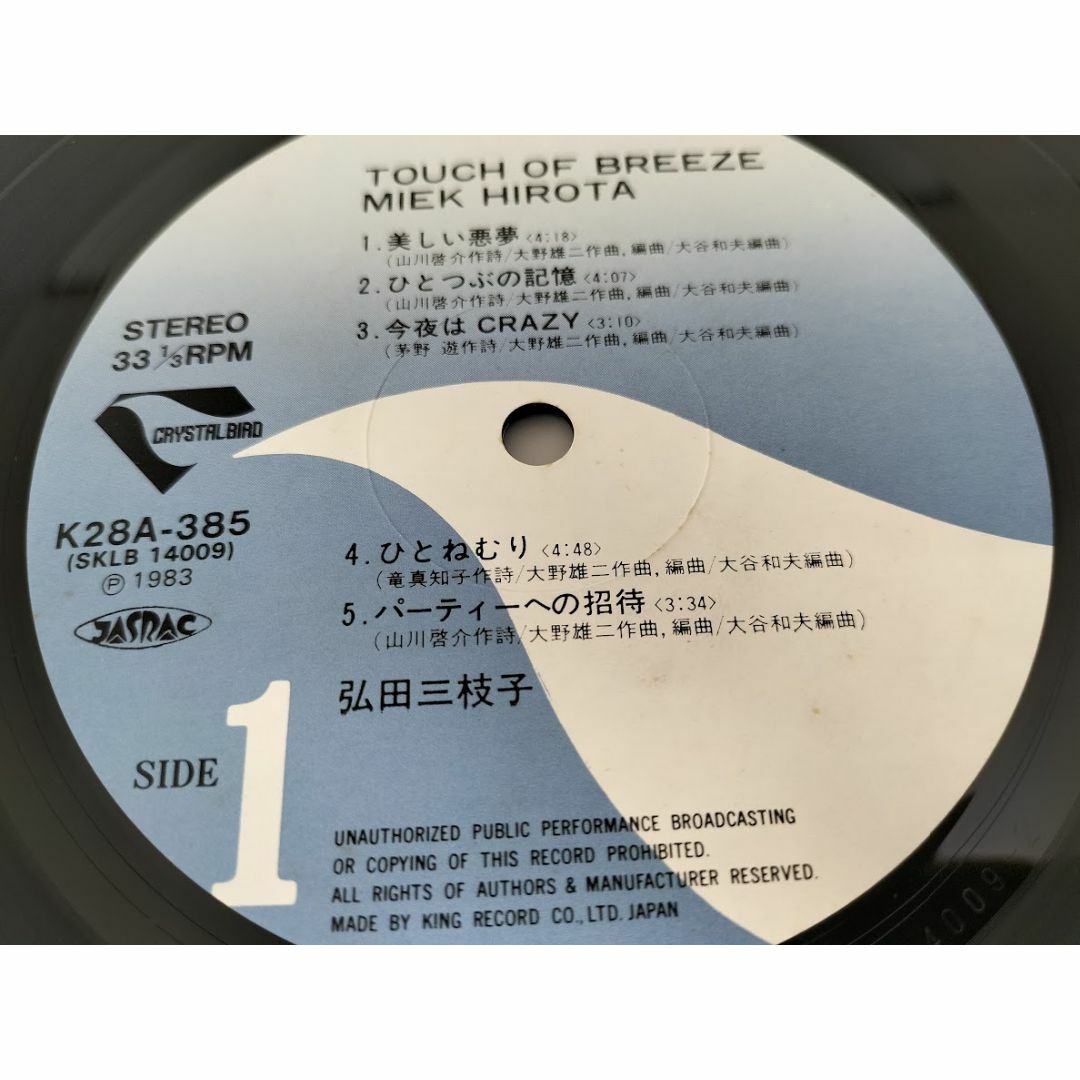 TOUCH OF BREEZE
MIEK HIROTA
1. 美しい悪夢 <4:18>
(山川啓介作詩/大野雄二作曲, 編曲/大谷和夫編曲)
2. ひとつぶの記憶 <4:07>
(山川啓介作詩/大野雄二作曲, 編曲/大谷和夫編曲)
3. 今夜は CRAZY <3:10>
(茅野 遊作詩/大野雄二作曲, 編曲/大谷和夫編曲)
STEREO
33 1/3 RPM
CRYSTALBIRD
K28A-385
(SKLB 14009)
Ⓟ 1983
JASRAC
4. ひとねむり <4:48>
(竜真知子作詩/大野雄二作曲, 編曲/大谷和夫編曲)
5. パーティーへの招待 <3:34>
(山川啓介作詩/大野雄二作曲, 編曲/大谷和夫編曲)
弘田三枝子
SIDE 1
UNAUTHORIZED PUBLIC PERFORMANCE BROADCASTING
OR COPYING OF THIS RECORD PROHIBITED.
ALL RIGHTS OF AUTHORS & MANUFACTURER RESERVED.
MADE BY KING RECORD CO., LTD. JAPAN
4009